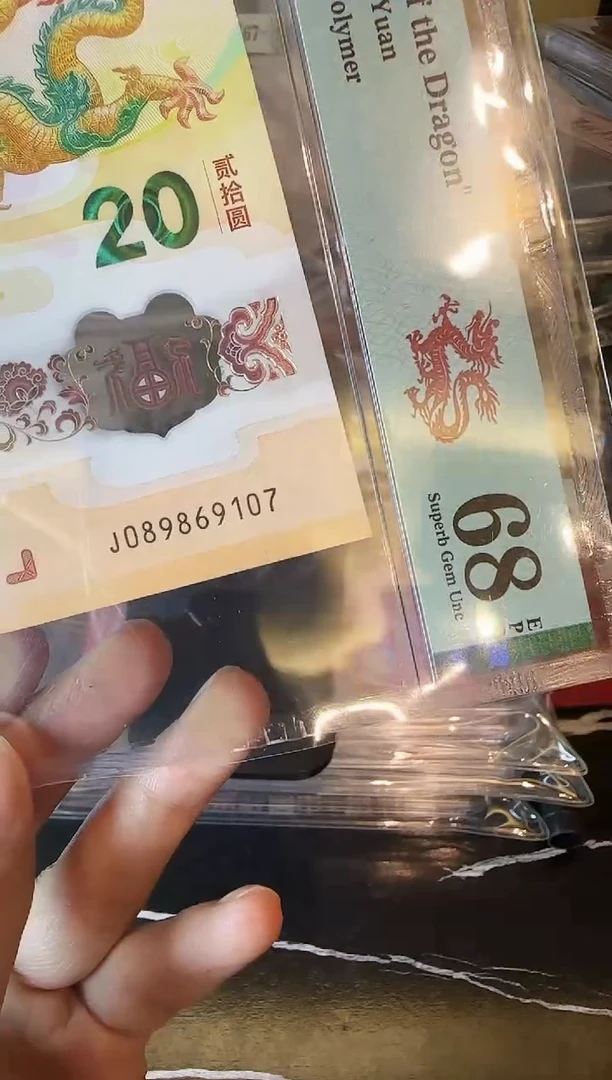 20
贰拾圆
J089869107
f the Dragon"
Yuan
olymer
68
Superb Gem Unc
E
P